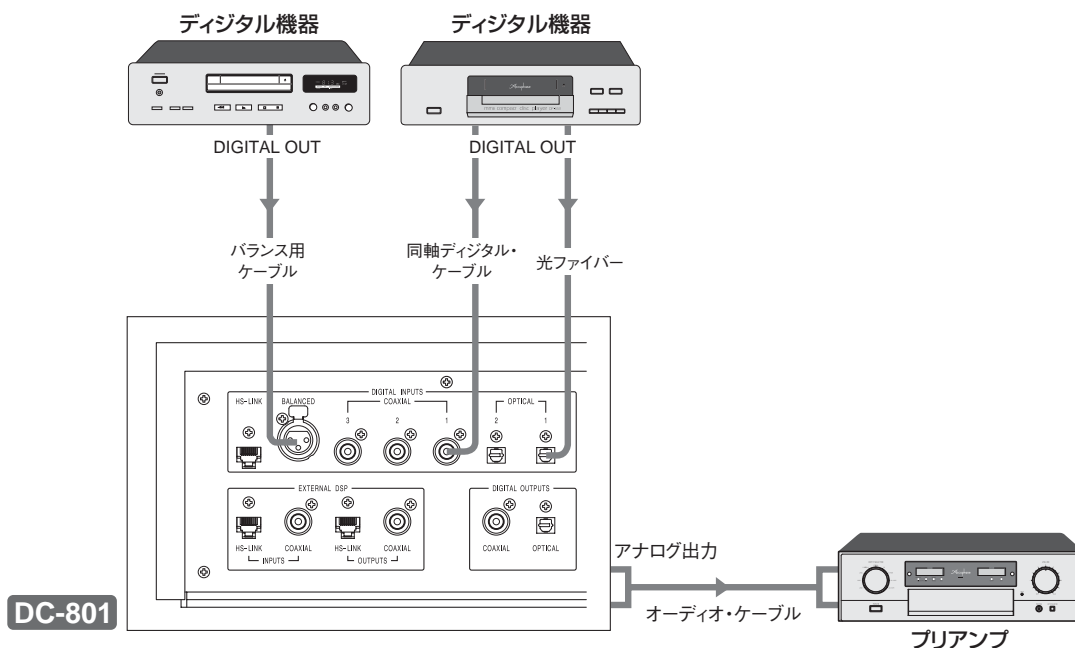 ディジタル機器
ディジタル機器
Accuphase
DIGITAL OUT
DIGITAL OUT
バランス用
ケーブル
同軸ディジタル・
ケーブル
光ファイバー
DIGITAL INPUTS
HS-LINK
BALANCED
COAXIAL
OPTICAL
3
2
1
2
1
EXTERNAL DSP
DIGITAL OUTPUTS
HS-LINK
COAXIAL
HS-LINK
COAXIAL
COAXIAL
OPTICAL
INPUTS
OUTPUTS
アナログ出力
オーディオ・ケーブル
Accuphase
DC-801
プリアンプ